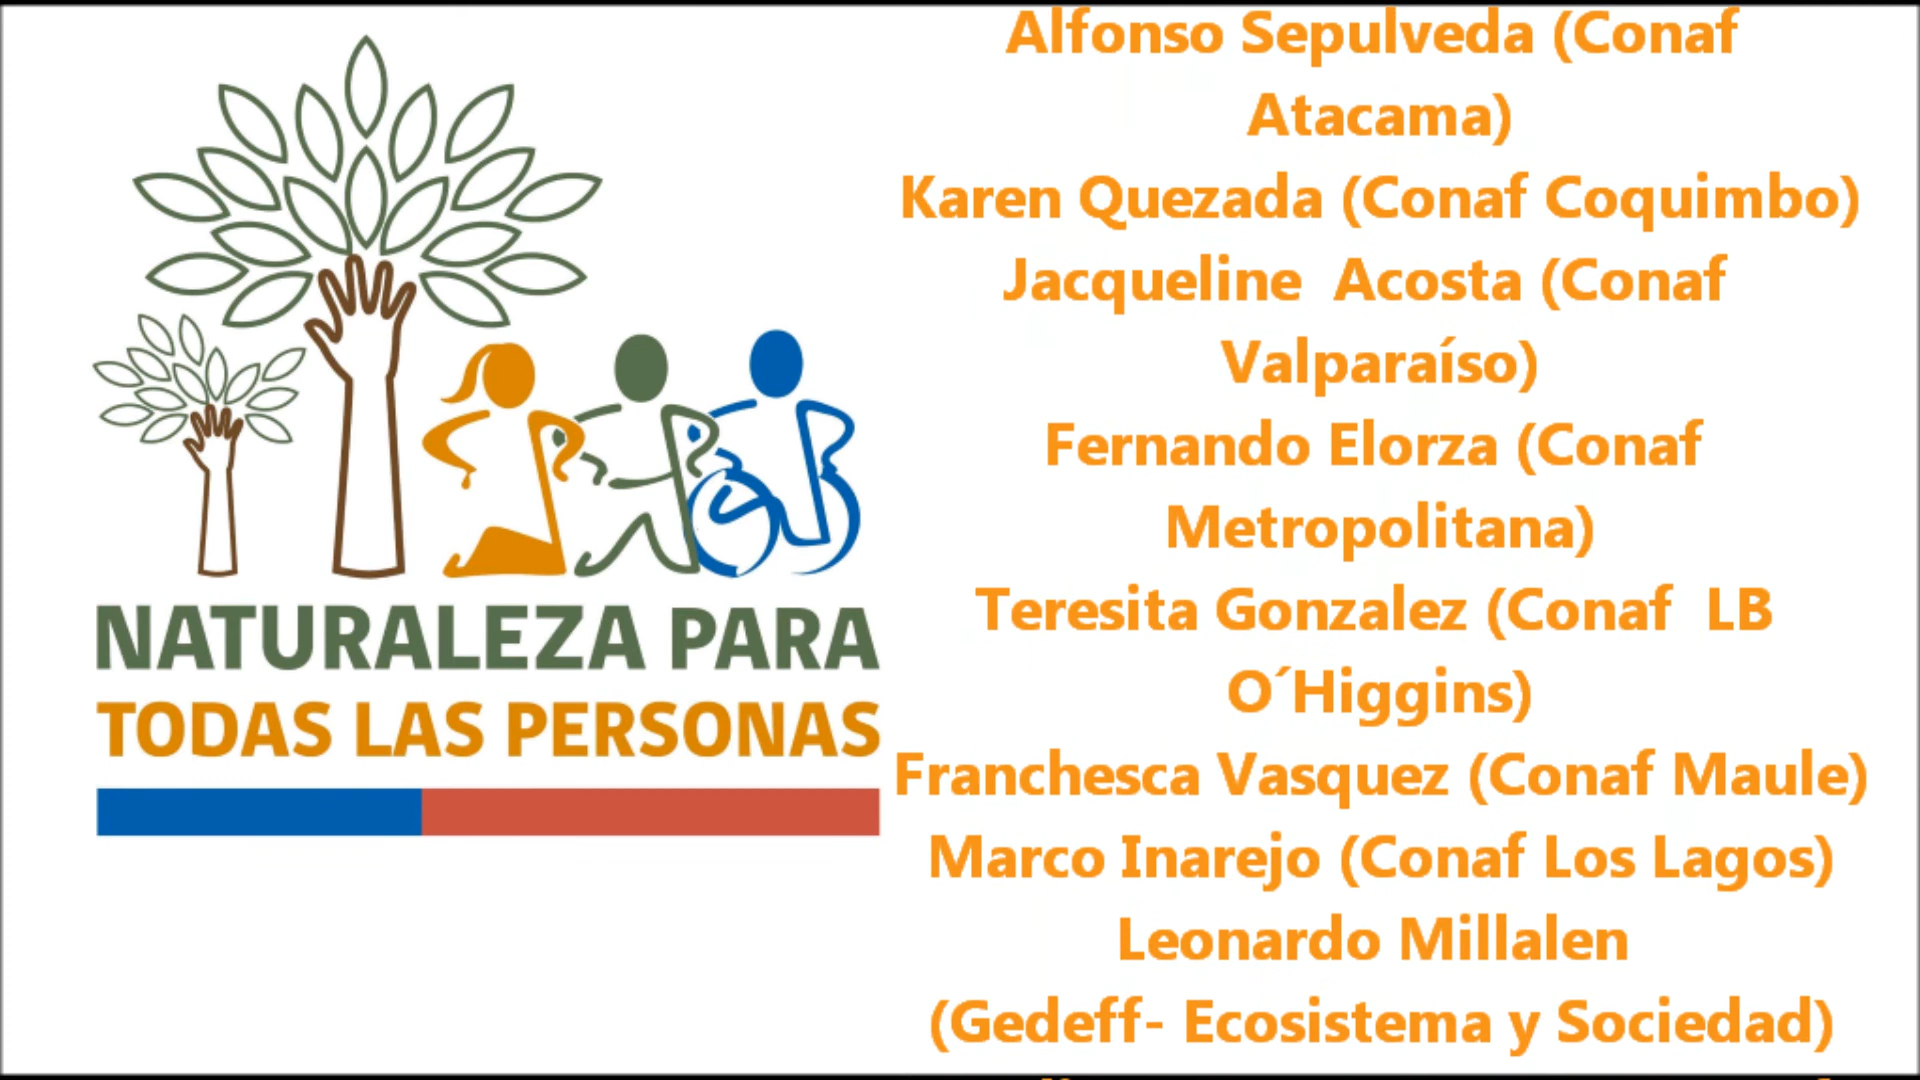 NATURALEZA PARA
TODAS LAS PERSONAS
Alfonso Sepulveda (Conaf
Atacama)
Karen Quezada (Conaf Coquimbo)
Jacqueline  Acosta (Conaf
Valparaíso)
Fernando Elorza (Conaf
Metropolitana)
Teresita Gonzalez (Conaf  LB
O´Higgins)
Franchesca Vasquez (Conaf Maule)
Marco Inarejo (Conaf Los Lagos)
Leonardo Millalen
(Gedeff- Ecosistema y Sociedad)